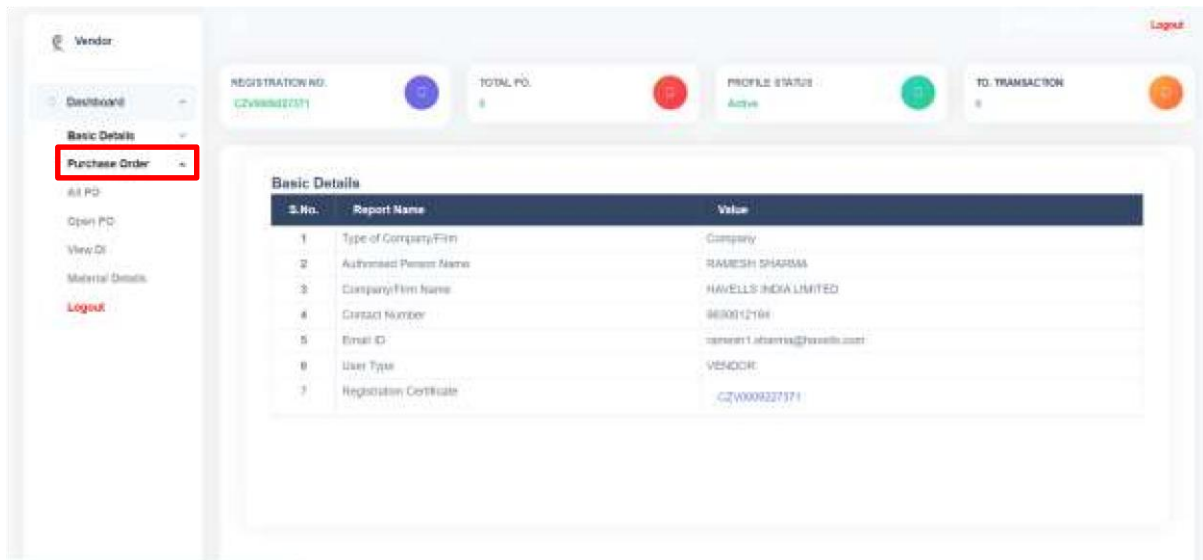 Vendor
Logout
Dashboard
Basic Details
Purchase Order
All PO
Open PO
View DI
Material Details
Logout
REGISTRATION NO.
TOTAL PO.
0
PROFILE STATUS
Active
TO. TRANSACTION
0
Basic Details
S.No. Report Name Value
1 Type of Company/Firm Company
2 Authorised Person Name RAMESH SHARMA
3 Company/Firm Name HAVELLS INDIA LIMITED
4 Contact Number
5 Email ID
6 User Type VENDOR
7 Registration Certificate CZV0009227371